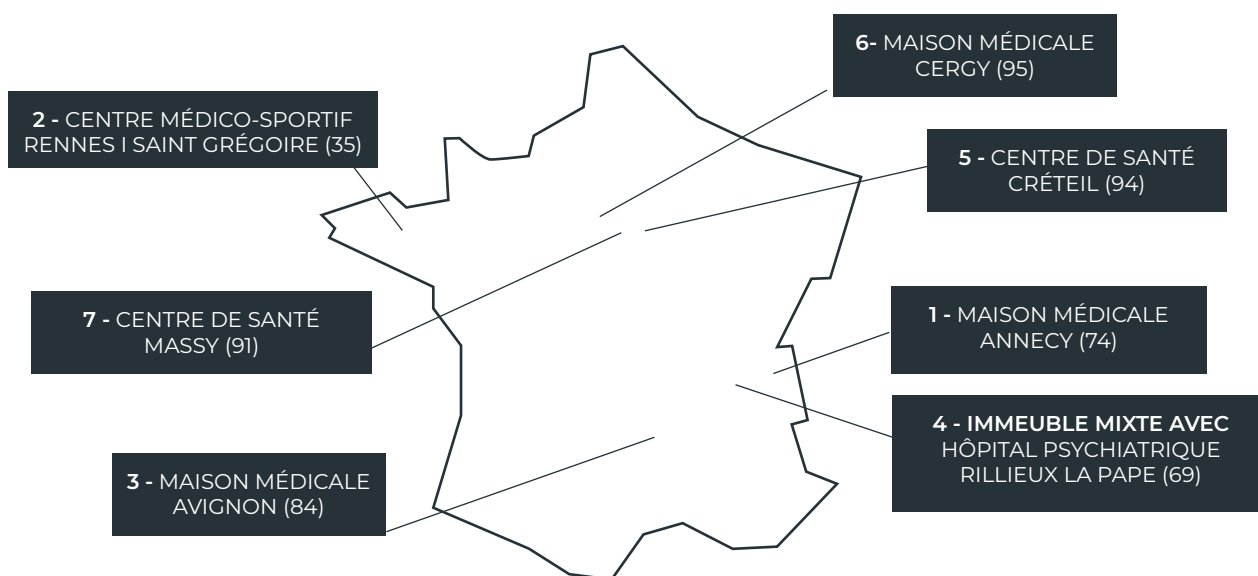 6- MAISON MÉDICALE
CERGY (95)
2 - CENTRE MÉDICO-SPORTIF
RENNES I SAINT GRÉGOIRE (35)
5 - CENTRE DE SANTÉ
CRÉTEIL (94)
7 - CENTRE DE SANTÉ
MASSY (91)
1 - MAISON MÉDICALE
ANNECY (74)
4 - IMMEUBLE MIXTE AVEC
HÔPITAL PSYCHIATRIQUE
RILLIEUX LA PAPE (69)
3 - MAISON MÉDICALE
AVIGNON (84)